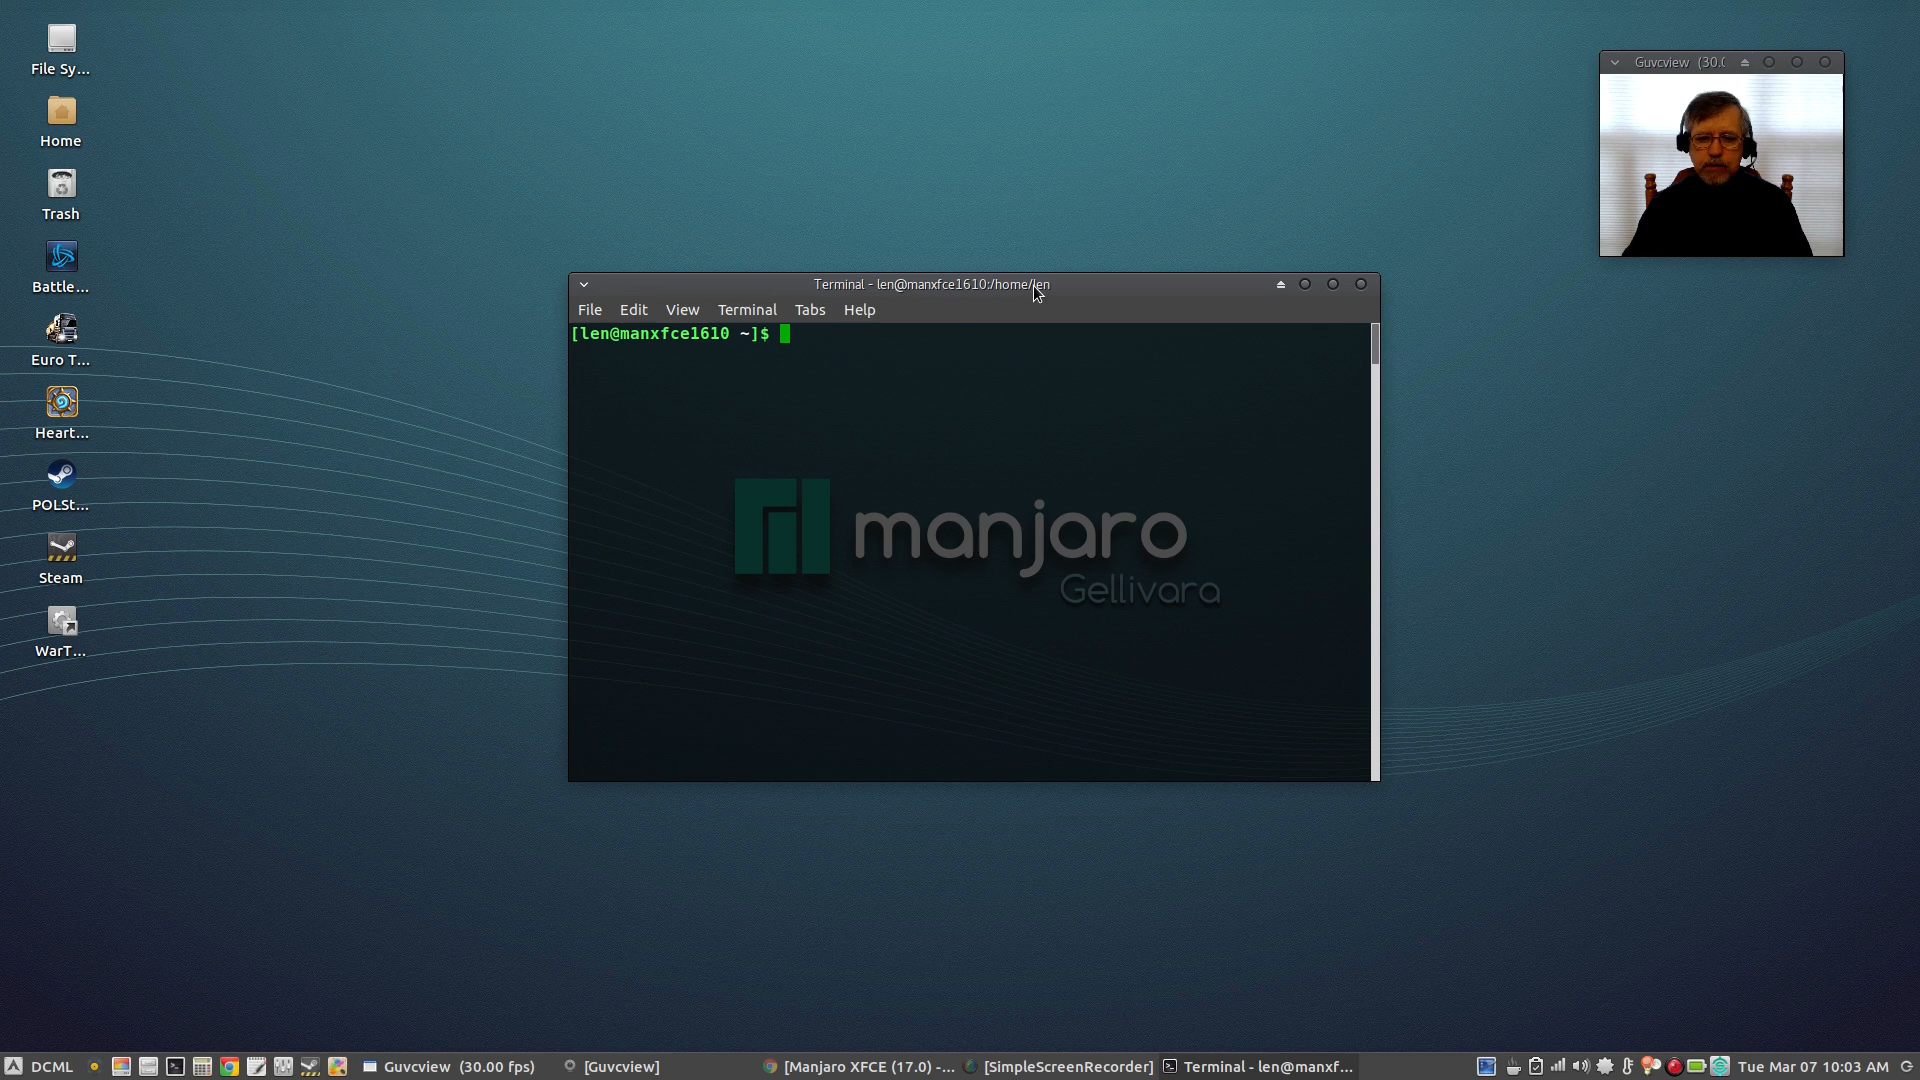 File Sy...
Home
Trash
Battle...
Euro T...
Heart...
POLSt...
Steam
WarT...
Guvcview (30.0
Terminal - len@manxfce1610:/home/len
File Edit View Terminal Tabs Help
[len@manxfce1610 ~]$
manjaro
Gellivara
DCML
Guvcview (30.00 fps)
[Guvcview]
[Manjaro XFCE (17.0) -...
[SimpleScreenRecorder]
Terminal - len@manxf...
Tue Mar 07 10:03 AM